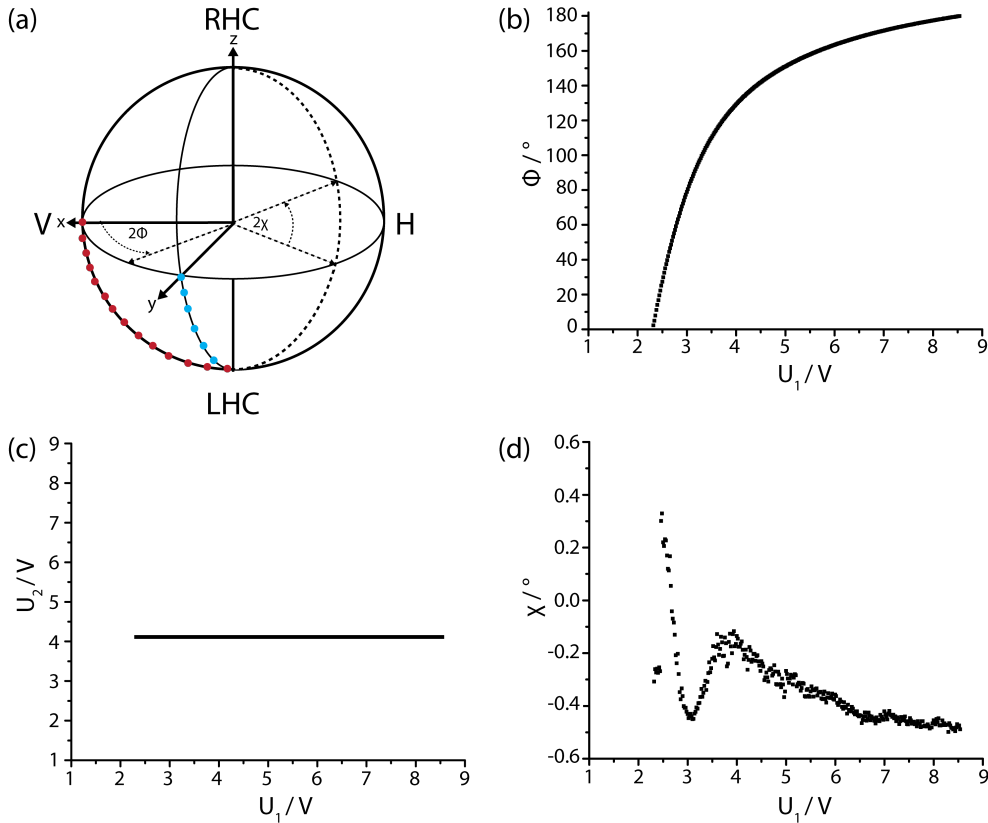 (a)
RHC
z
V x
2Φ
2χ
H
y
LHC
(b)
180
160
140
120
100
80
60
40
20
0
Φ / °
1 2 3 4 5 6 7 8 9
U₁ / V
(c)
9
8
7
6
5
4
3
2
1
U₂ / V
1 2 3 4 5 6 7 8 9
U₁ / V
(d)
0.6
0.4
0.2
0.0
-0.2
-0.4
-0.6
χ / °
1 2 3 4 5 6 7 8 9
U₁ / V